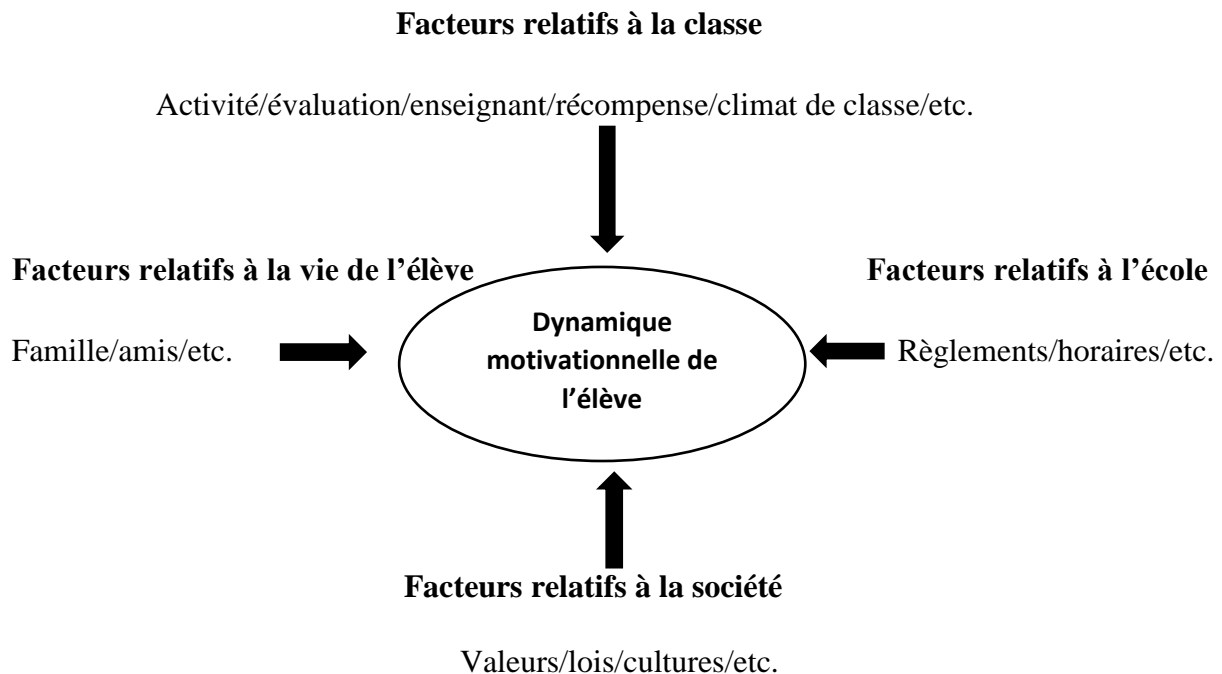 Facteurs relatifs à la classe
Activité/évaluation/enseignant/récompense/climat de classe/etc.
Facteurs relatifs à la vie de l’élève
Famille/amis/etc.
Dynamique
motivationnelle de
l’élève
Facteurs relatifs à l’école
Règlements/horaires/etc.
Facteurs relatifs à la société
Valeurs/lois/cultures/etc.